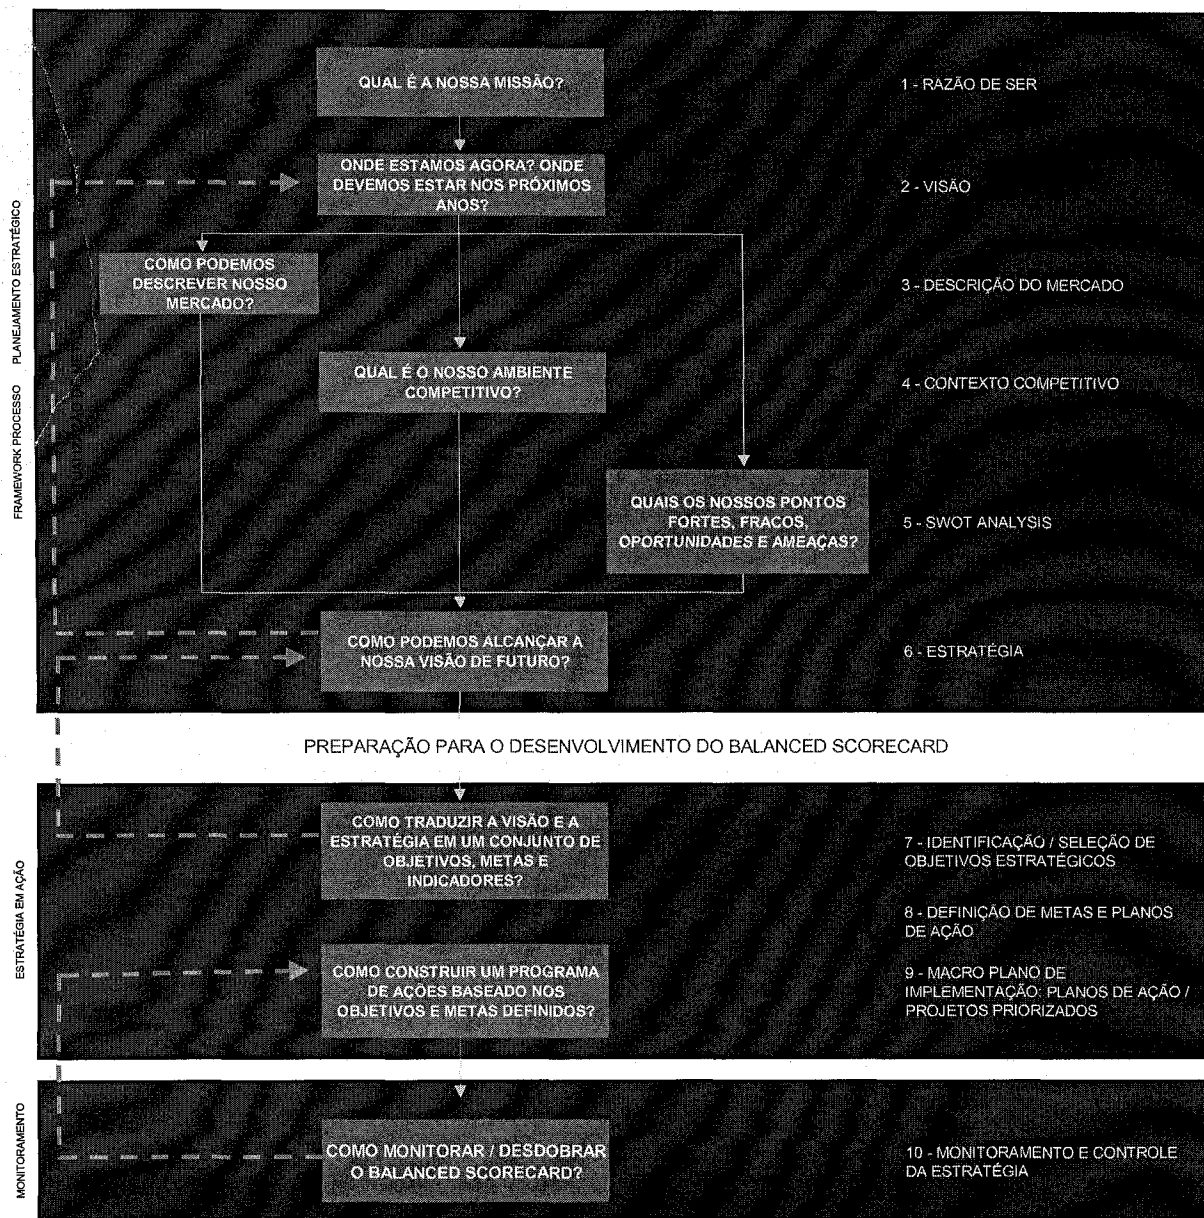 QUAL É A NOSSA MISSÃO?
1 - RAZÃO DE SER
ONDE ESTAMOS AGORA? ONDE
DEVEMOS ESTAR NOS PRÓXIMOS
ANOS?
2 - VISÃO
PLANEJAMENTO ESTRATÉGICO
FRAMEWORK PROCESSO
COMO PODEMOS
DESCREVER NOSSO
MERCADO?
3 - DESCRIÇÃO DO MERCADO
QUAL É O NOSSO AMBIENTE
COMPETITIVO?
4 - CONTEXTO COMPETITIVO
QUAIS OS NOSSOS PONTOS
FORTES, FRACOS,
OPORTUNIDADES E AMEAÇAS?
5 - SWOT ANALYSIS
COMO PODEMOS ALCANÇAR A
NOSSA VISÃO DE FUTURO?
6 - ESTRATÉGIA
PREPARAÇÃO PARA O DESENVOLVIMENTO DO BALANCED SCORECARD
ESTRATÉGIA EM AÇÃO
COMO TRADUZIR A VISÃO E A
ESTRATÉGIA EM UM CONJUNTO DE
OBJETIVOS, METAS E
INDICADORES?
7 - IDENTIFICAÇÃO / SELEÇÃO DE
OBJETIVOS ESTRATÉGICOS
8 - DEFINIÇÃO DE METAS E PLANOS
DE AÇÃO
COMO CONSTRUIR UM PROGRAMA
DE AÇÕES BASEADO NOS
OBJETIVOS E METAS DEFINIDOS?
9 - MACRO PLANO DE
IMPLEMENTAÇÃO: PLANOS DE AÇÃO /
PROJETOS PRIORIZADOS
MONITORAMENTO
COMO MONITORAR / DESDOBRAR
O BALANCED SCORECARD?
10 - MONITORAMENTO E CONTROLE
DA ESTRATÉGIA